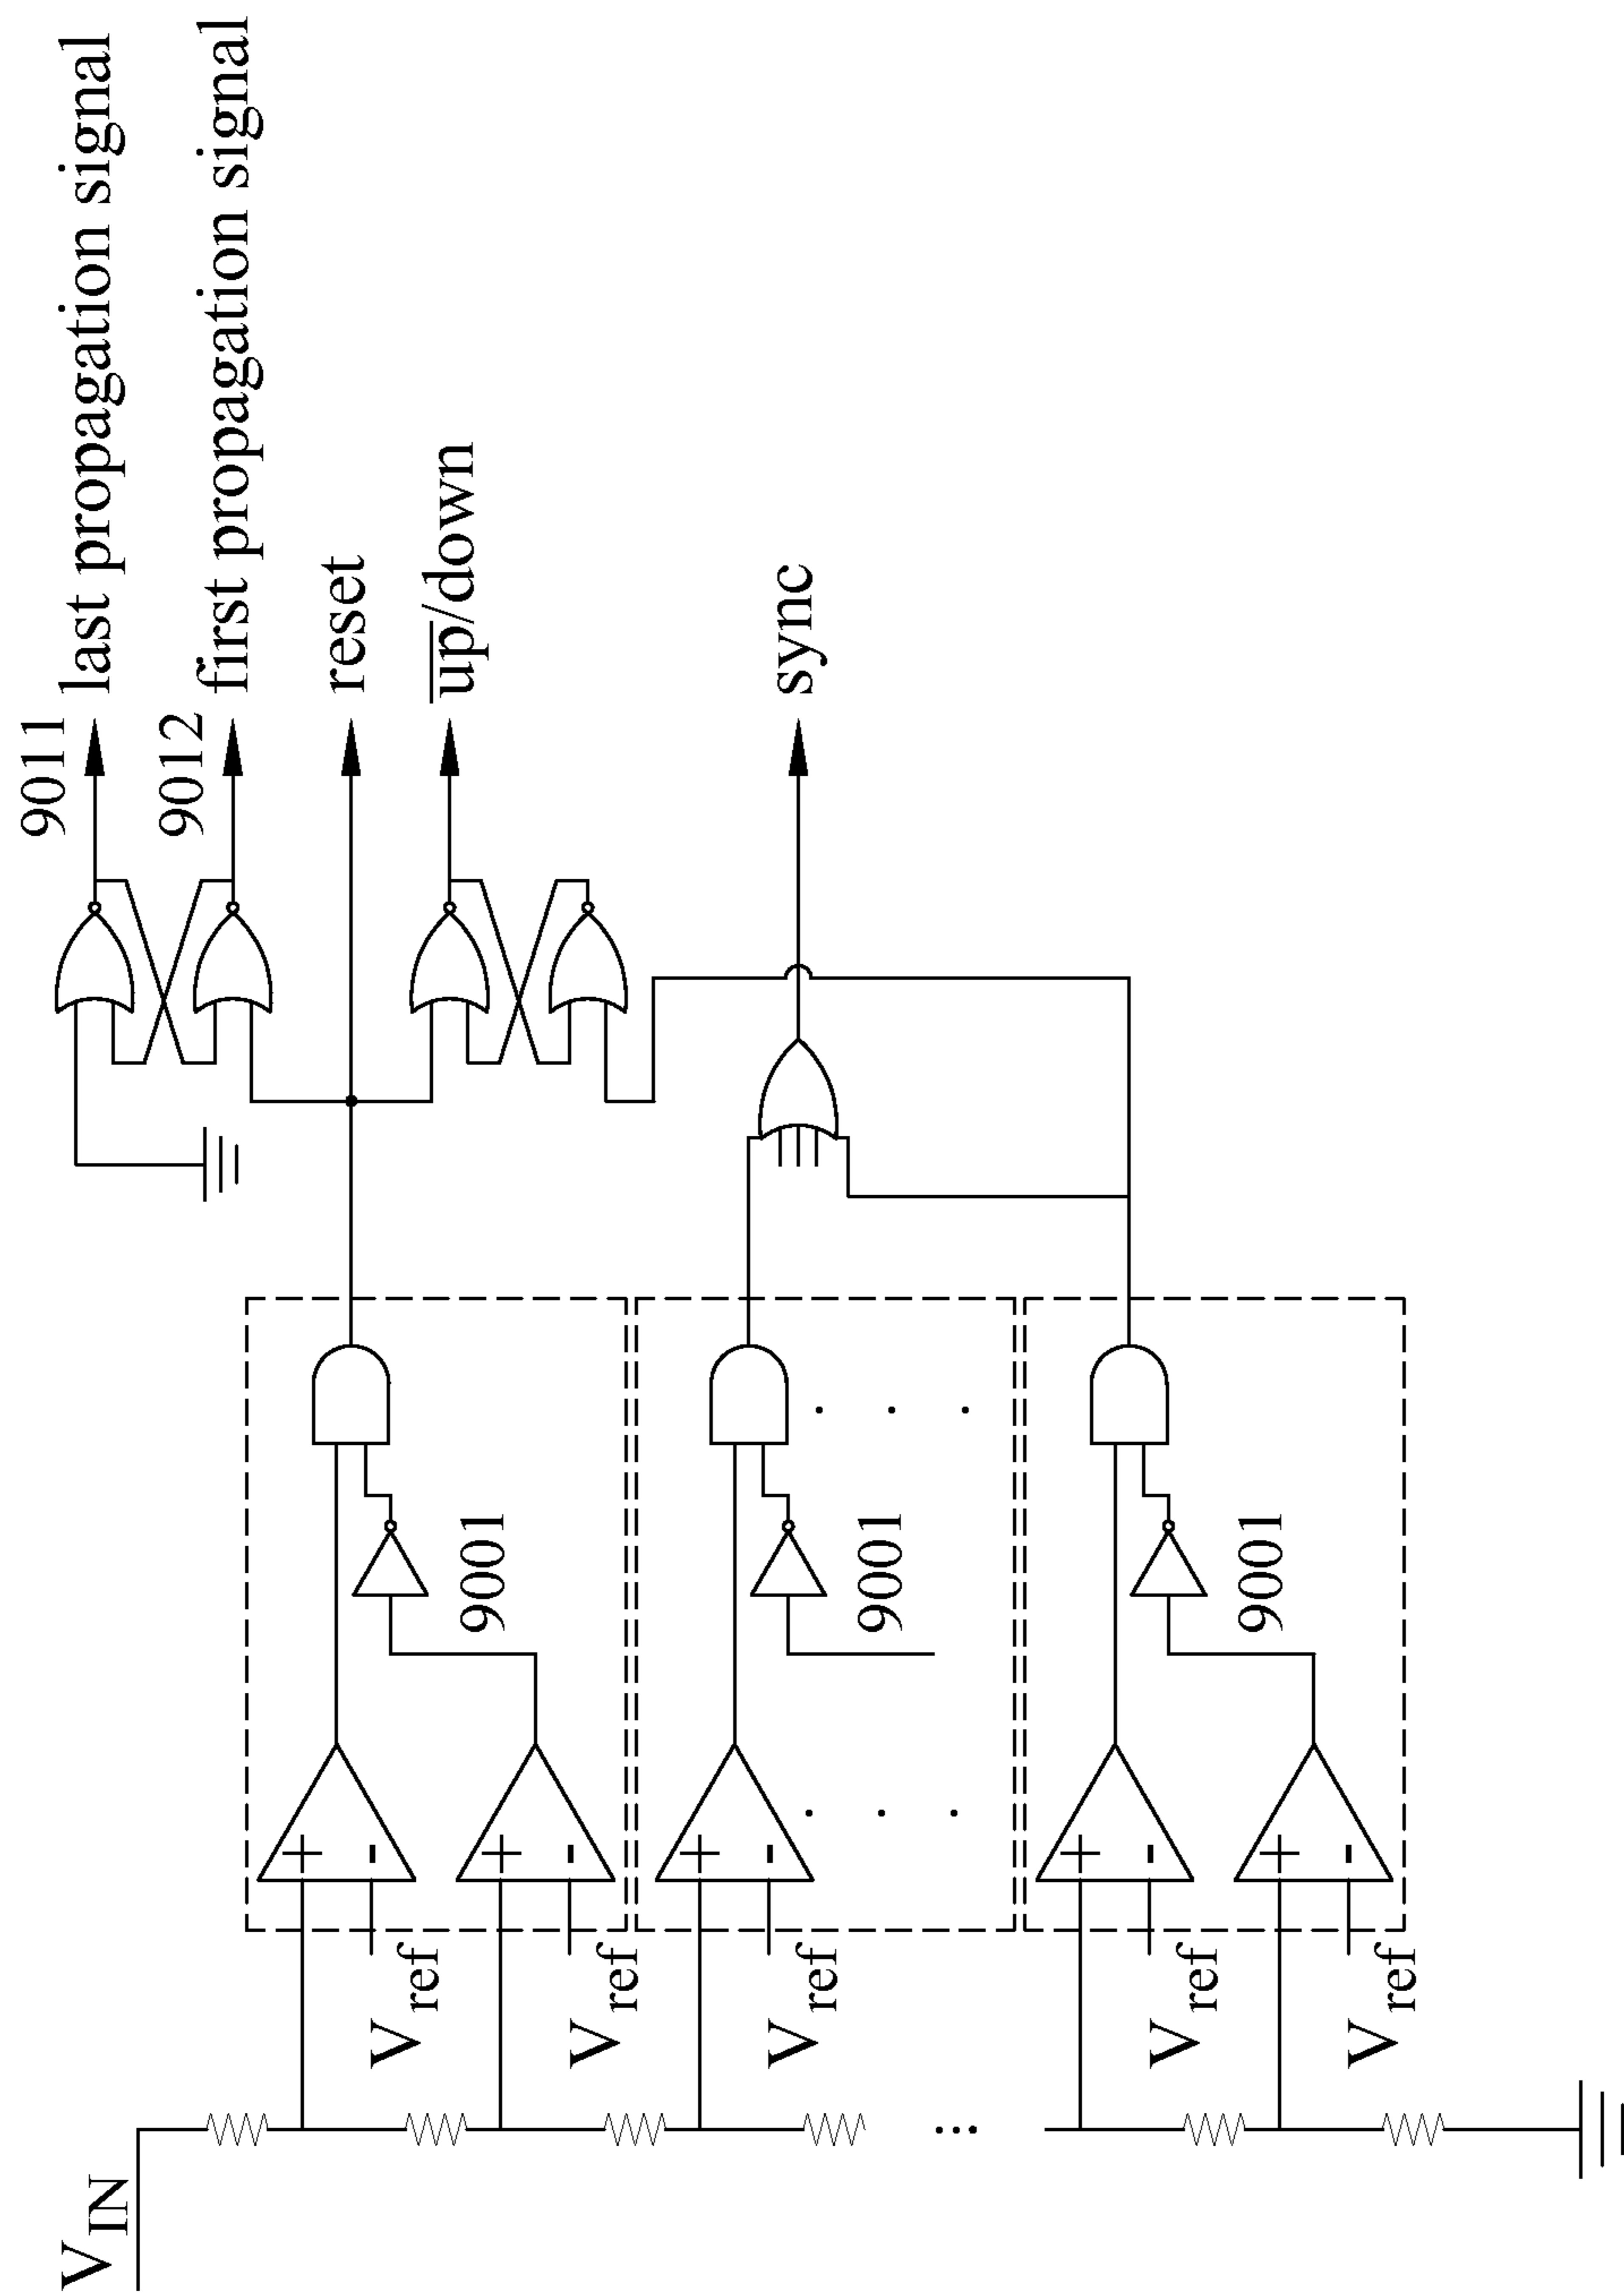 V_IN
V_ref
V_ref
V_ref
V_ref
V_ref
+
-
+
-
+
-
+
-
+
-
9001
9001
9001
9011
last propagation signal
9012
first propagation signal
reset
u̅p̅/down
sync